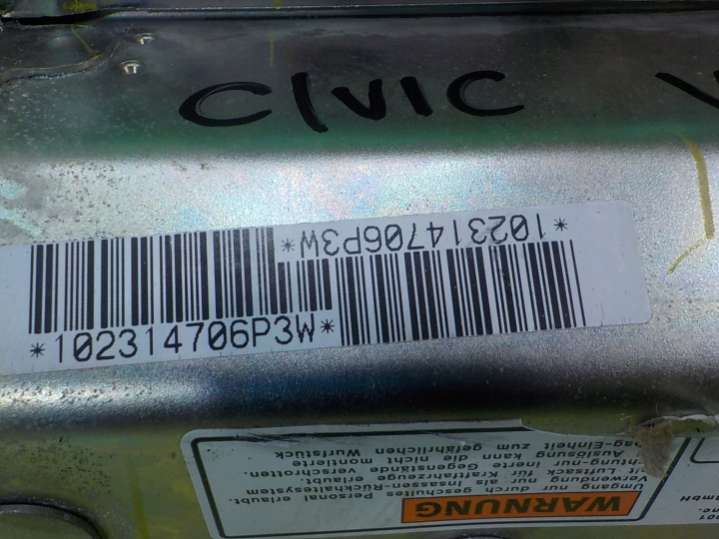 CIVIC
*102314706P3W*
*102314706P3W*
WARNUNG
Umgang nur durch geschultes Personal erlaubt.
Verwendung nur als Insassen-Rückhaltesystem
Luftsack für Kraftfahrzeuge erlaubt.
nur inerte Gegenstände verschrotten.
Auslösung kann die nicht montierte
-Einheit zum gefährlichen Wurfstück